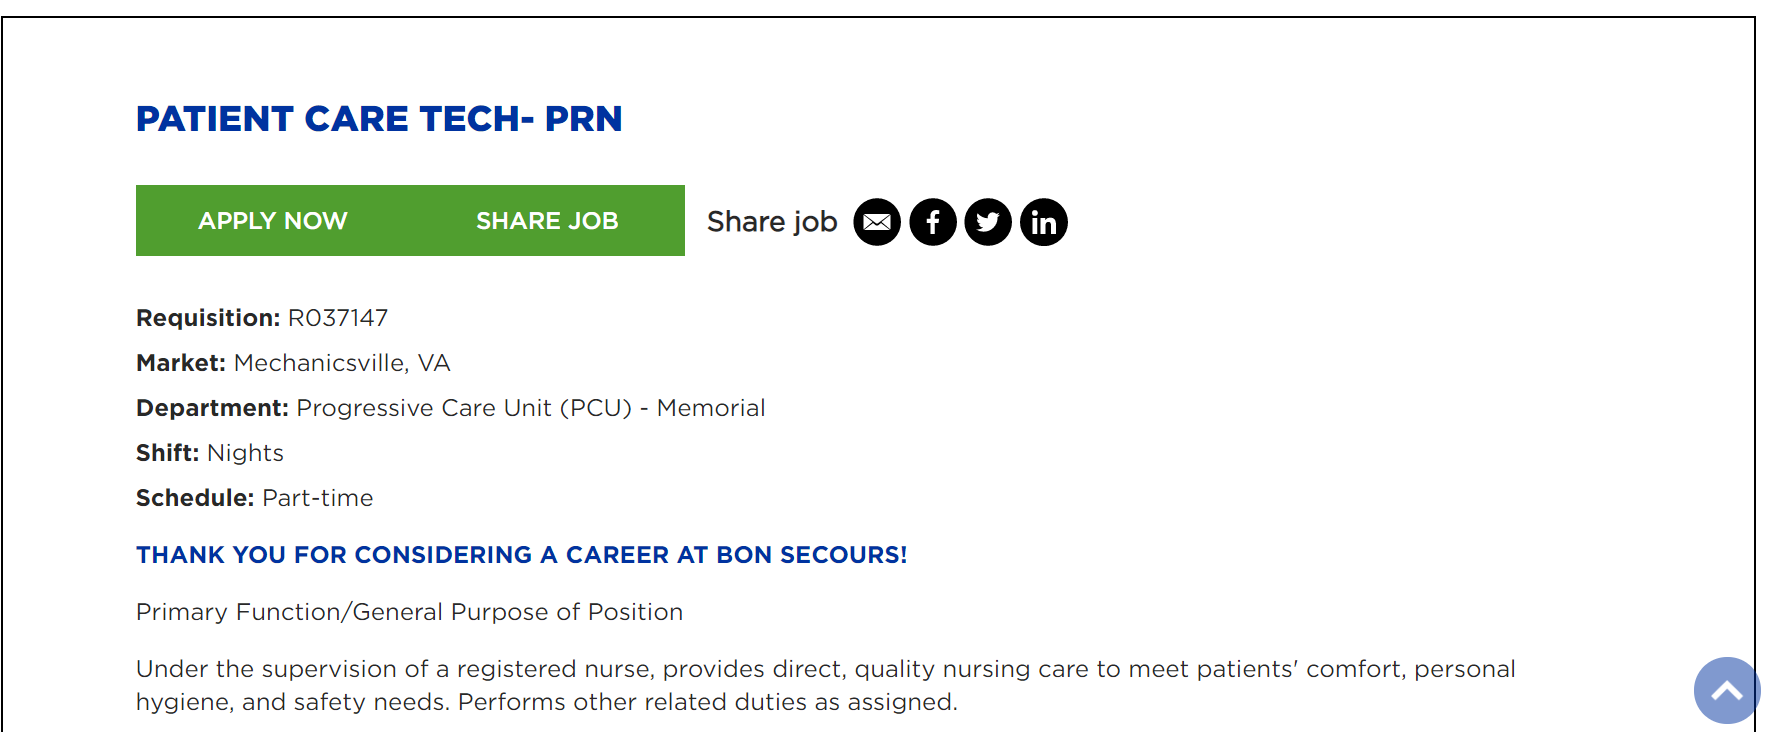 PATIENT CARE TECH- PRN
APPLY NOW SHARE JOB Share job
Requisition: R037147
Market: Mechanicsville, VA
Department: Progressive Care Unit (PCU) - Memorial
Shift: Nights
Schedule: Part-time
THANK YOU FOR CONSIDERING A CAREER AT BON SECOURS!
Primary Function/General Purpose of Position
Under the supervision of a registered nurse, provides direct, quality nursing care to meet patients' comfort, personal
hygiene, and safety needs. Performs other related duties as assigned.